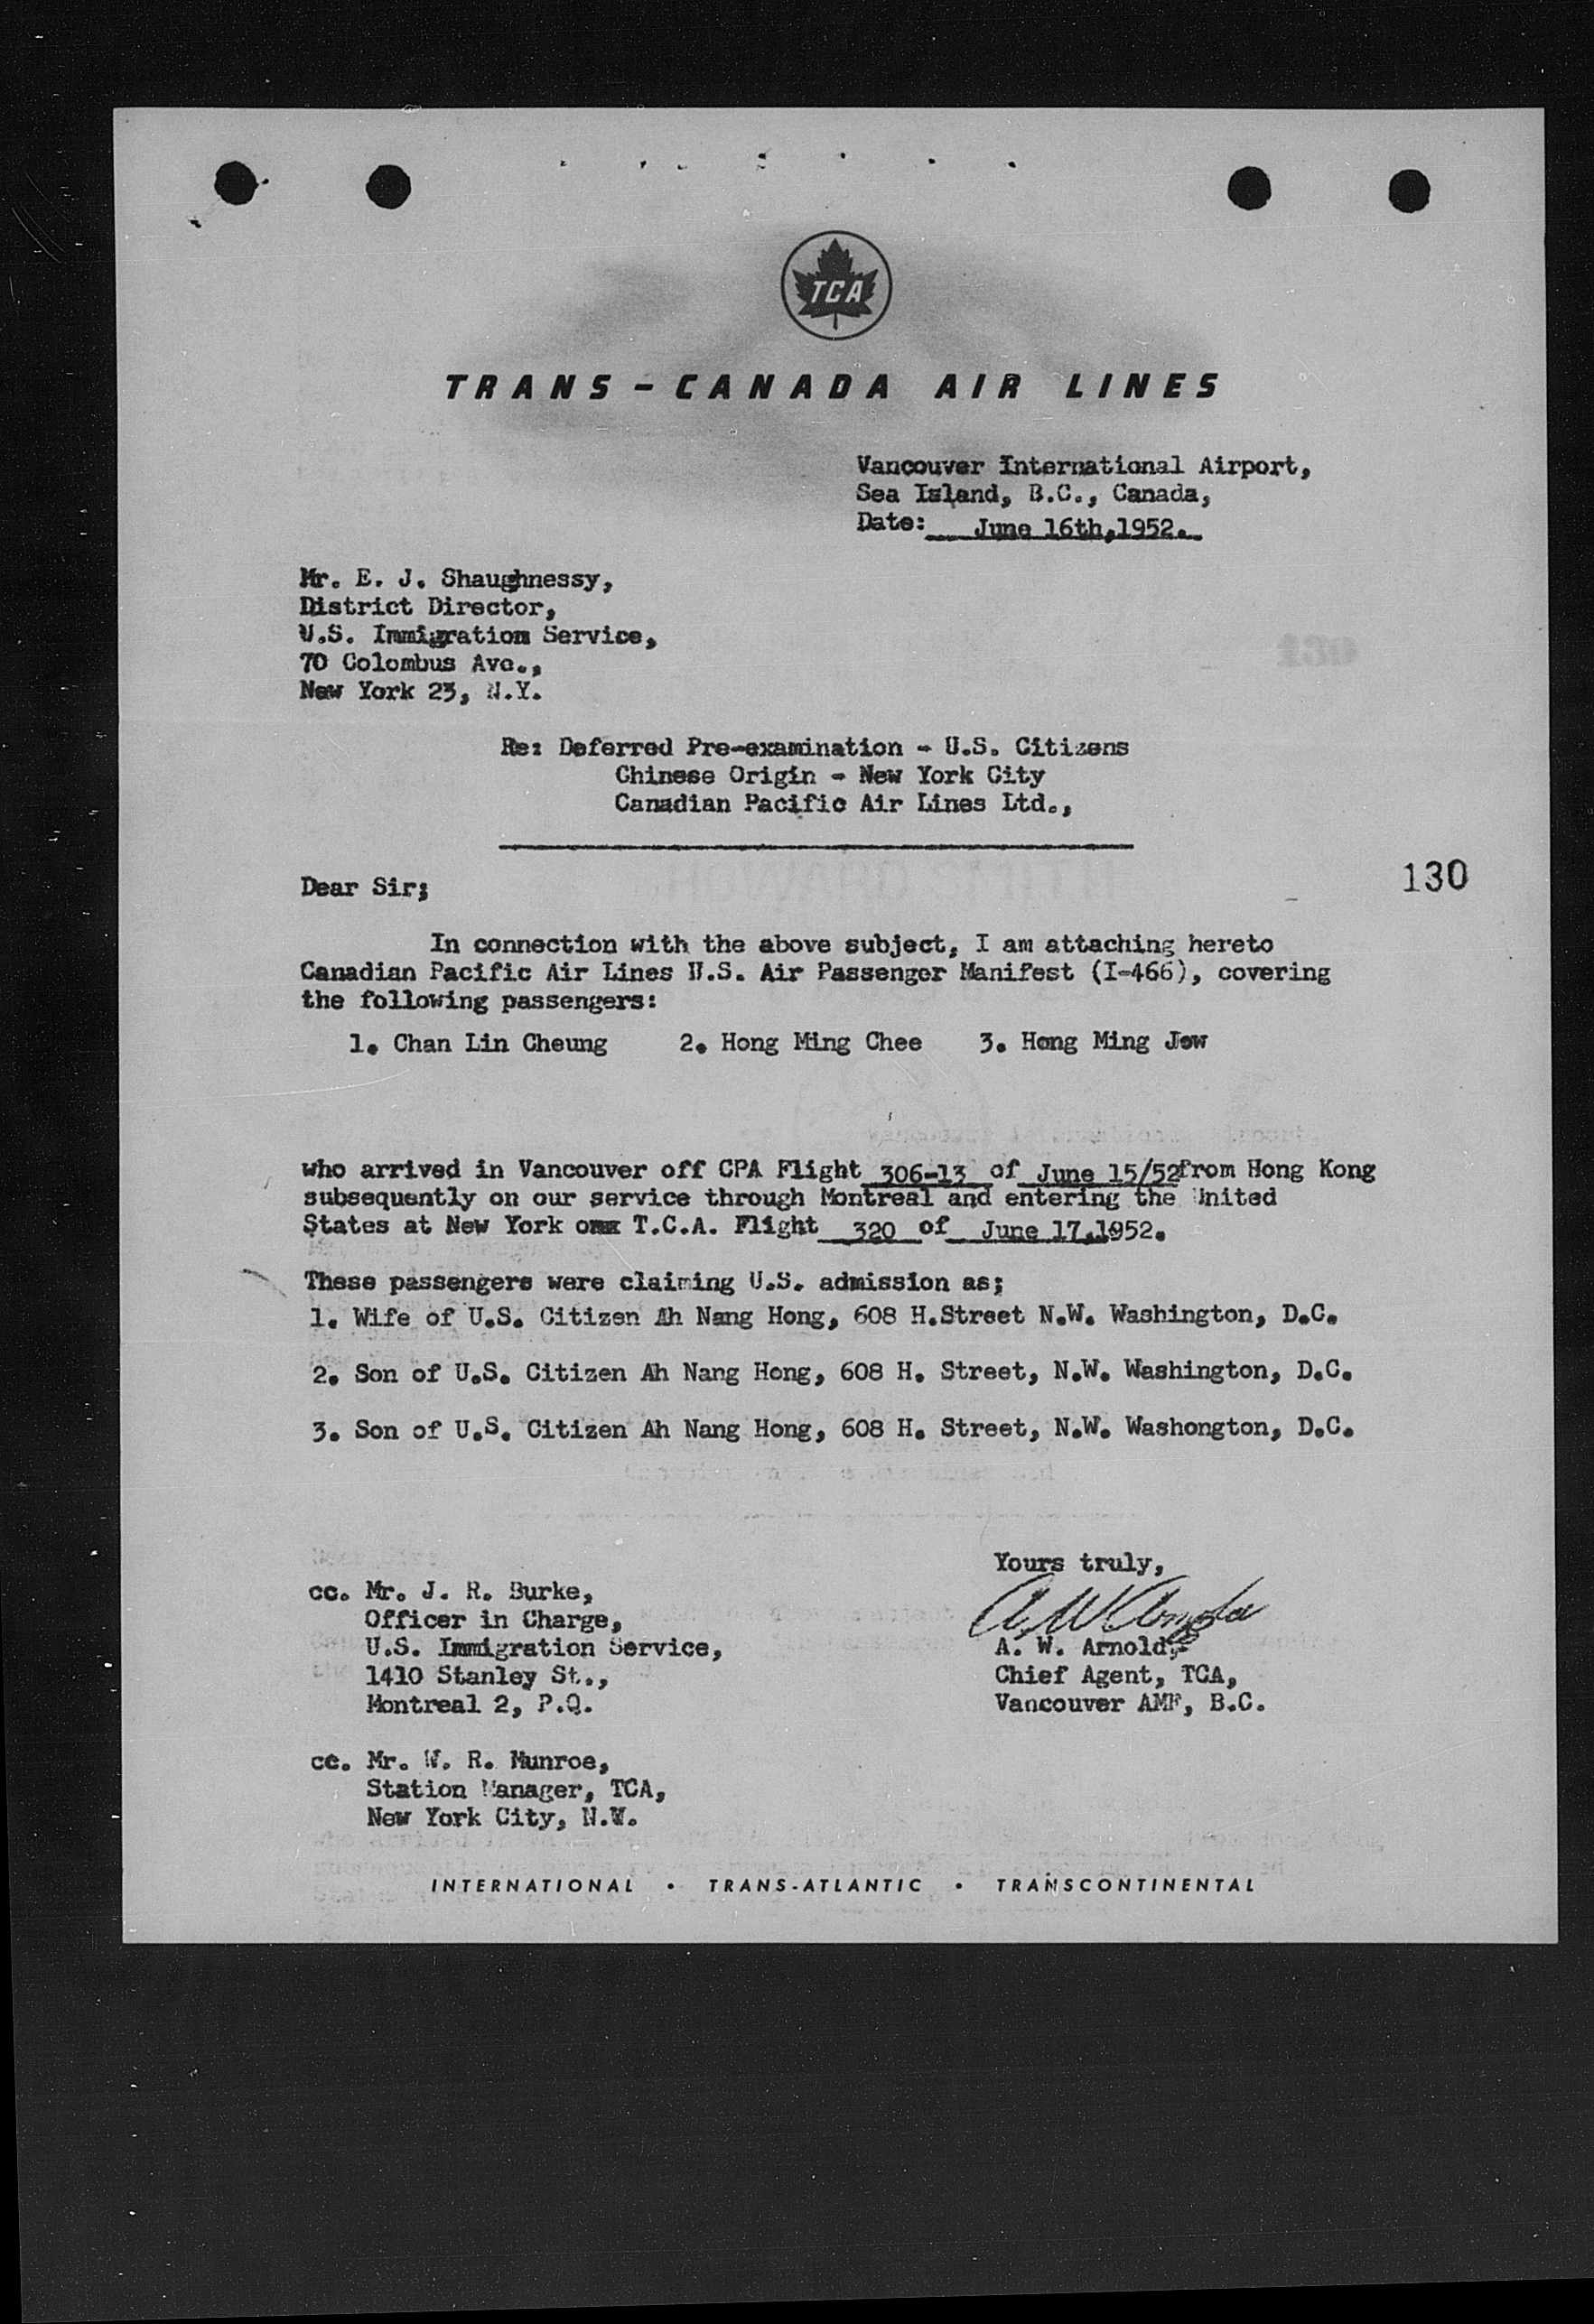 TCA
TRANS-CANADA AIR LINES
Vancouver International Airport,
Sea Island, B.C., Canada,
Date: June 16th,1952.
Mr. E. J. Shaughnessy,
District Director,
U.S. Immigration Service,
70 Colombus Ave.,
New York 23, N.Y.
130
Re: Deferred Pre-examination - U.S. Citizens
Chinese Origin - New York City
Canadian Pacific Air Lines Ltd.,
130
Dear Sir;
In connection with the above subject, I am attaching hereto
Canadian Pacific Air Lines U.S. Air Passenger Manifest (I-466), covering
the following passengers:
1. Chan Lin Cheung 2. Hong Ming Chee 3. Hong Ming Jow
who arrived in Vancouver off CPA Flight 306-13 of June 15/52from Hong Kong
subsequently on our service through Montreal and entering the United
States at New York on T.C.A. Flight 320 of June 17,1952.
These passengers were claiming U.S. admission as;
1. Wife of U.S. Citizen Ah Nang Hong, 608 H.Street N.W. Washington, D.C.
2. Son of U.S. Citizen Ah Nang Hong, 608 H. Street, N.W. Washington, D.C.
3. Son of U.S. Citizen Ah Nang Hong, 608 H. Street, N.W. Washongton, D.C.
Yours truly,
A W Arnold
A. W. Arnold,
Chief Agent, TCA,
Vancouver AMF, B.C.
cc. Mr. J. R. Burke,
Officer in Charge,
U.S. Immigration Service,
1410 Stanley St.,
Montreal 2, P.Q.
cc. Mr. W. R. Munroe,
Station Manager, TCA,
New York City, N.Y.
INTERNATIONAL • TRANS-ATLANTIC • TRANSCONTINENTAL